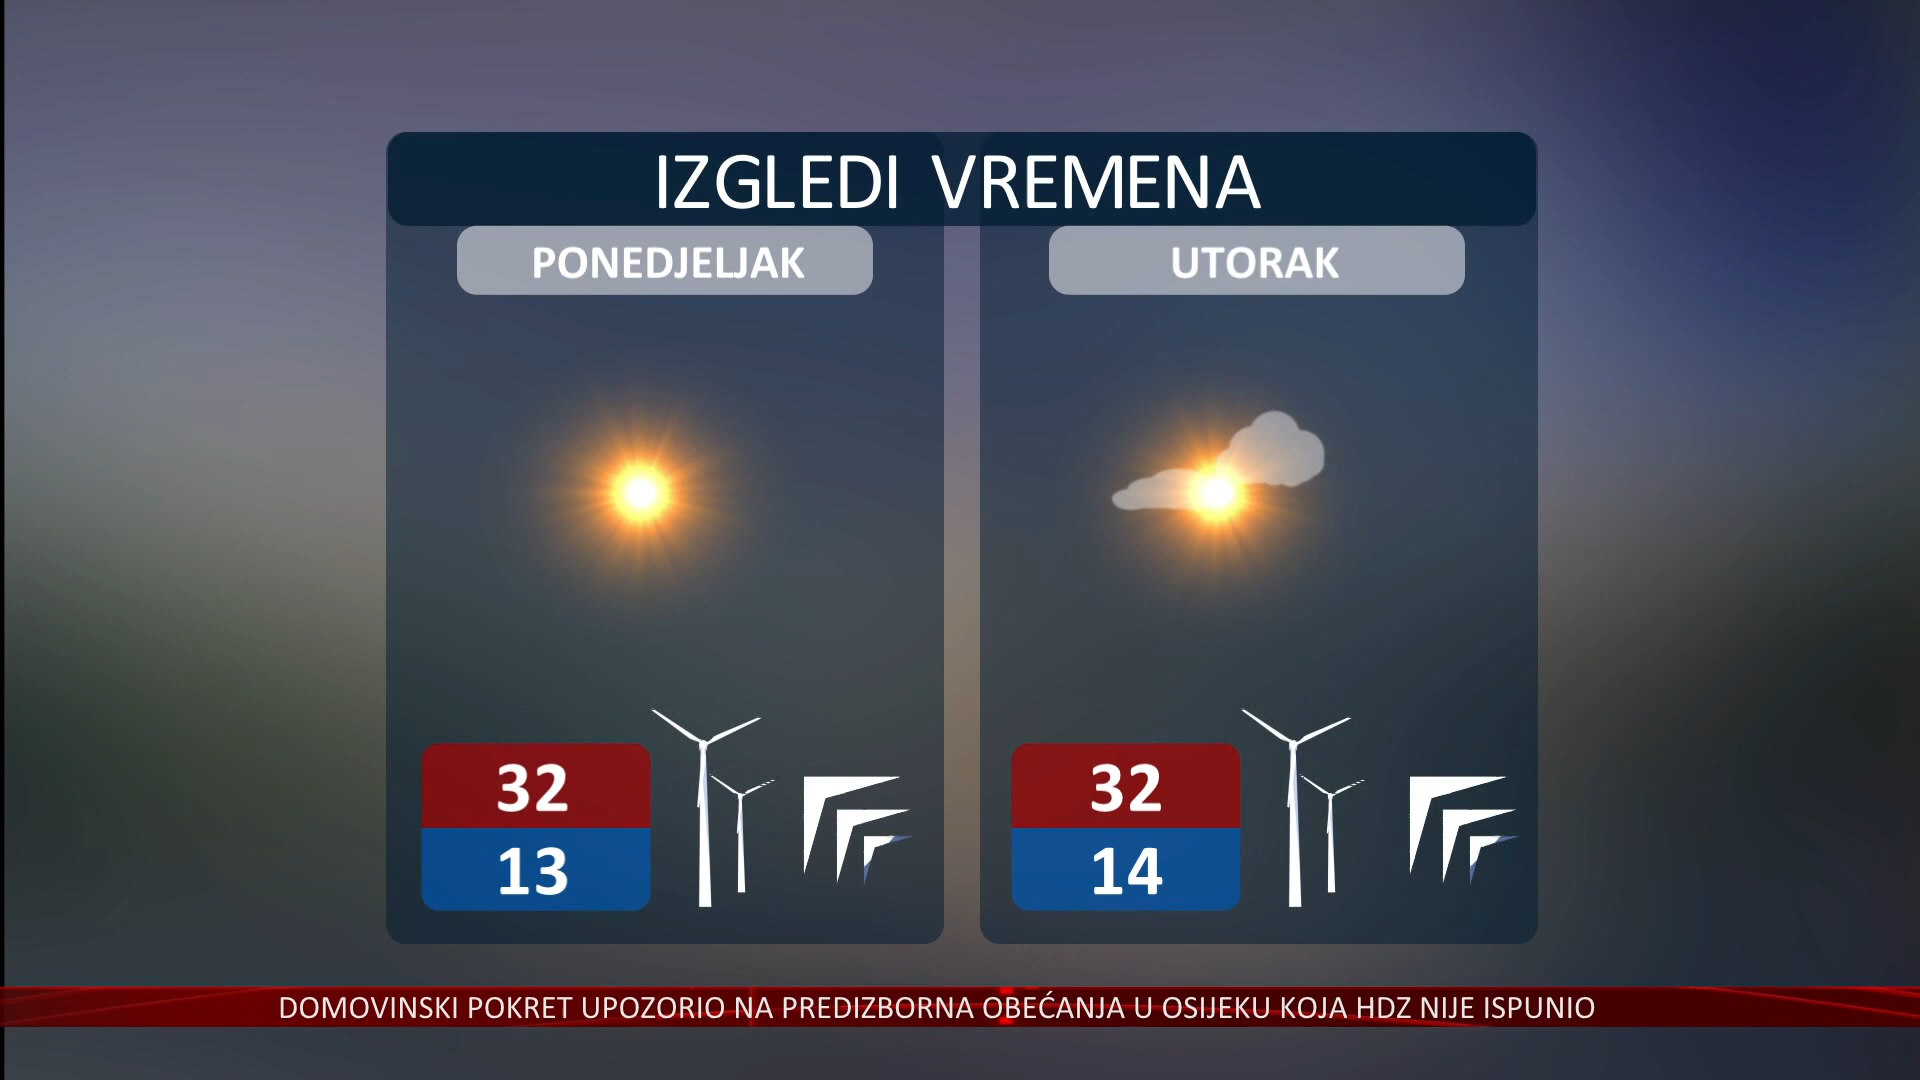 IZGLEDI VREMENA
PONEDJELJAK
UTORAK
32
13
32
14
DOMOVINSKI POKRET UPOZORIO NA PREDIZBORNA OBEĆANJA U OSIJEKU KOJA HDZ NIJE ISPUNIO